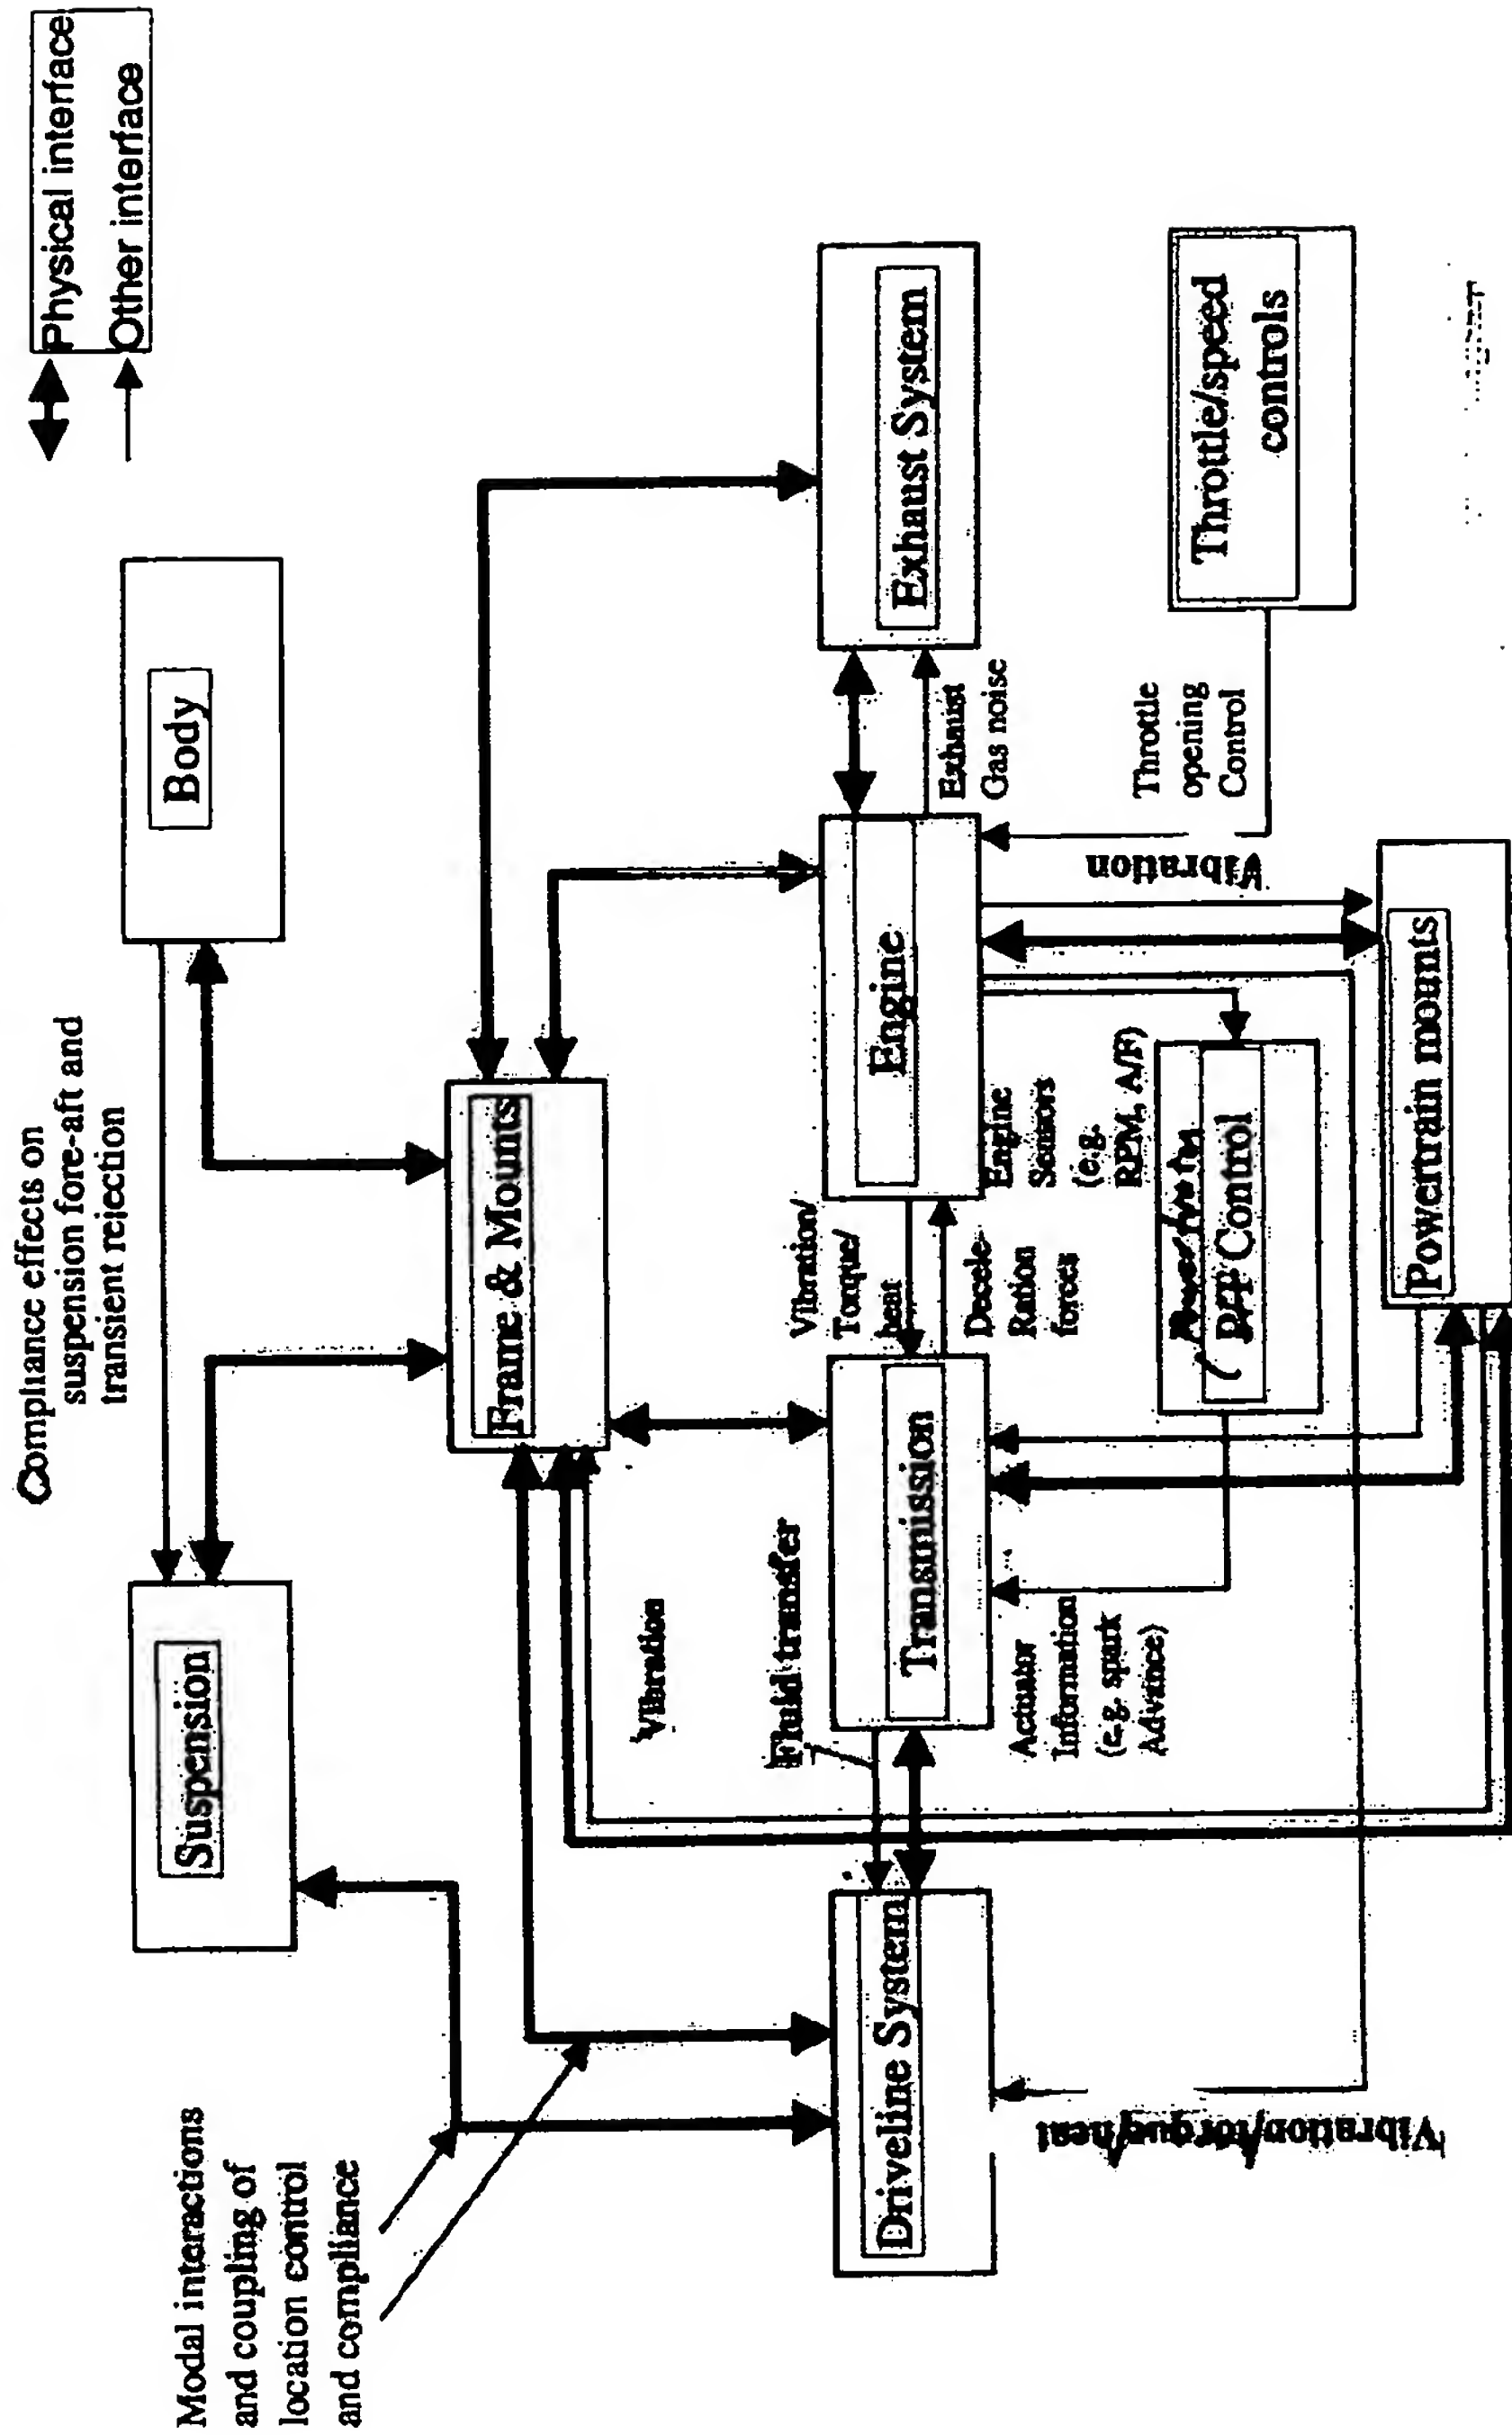 Physical interface
Other interface
Compliance effects on
suspension fore-aft and
transient rejection
Body
Suspension
Modal interactions
and coupling of
location control
and compliance
Frame & Mounts
Vibration
Fluid transfer
Driveline System
Transmission
Vibration/
Torque/
heat
Decele-
Ration
forces
Engine
Exhaust
Gas noise
Exhaust System
Actuator
Information
(e.g. spark
Advance)
Engine
Sensors
(e.g.
RPM, A/F)
Control
Vibration
Throttle
opening
Control
Throttle/speed
controls
Powertrain mounts
Vibration/torque/heat